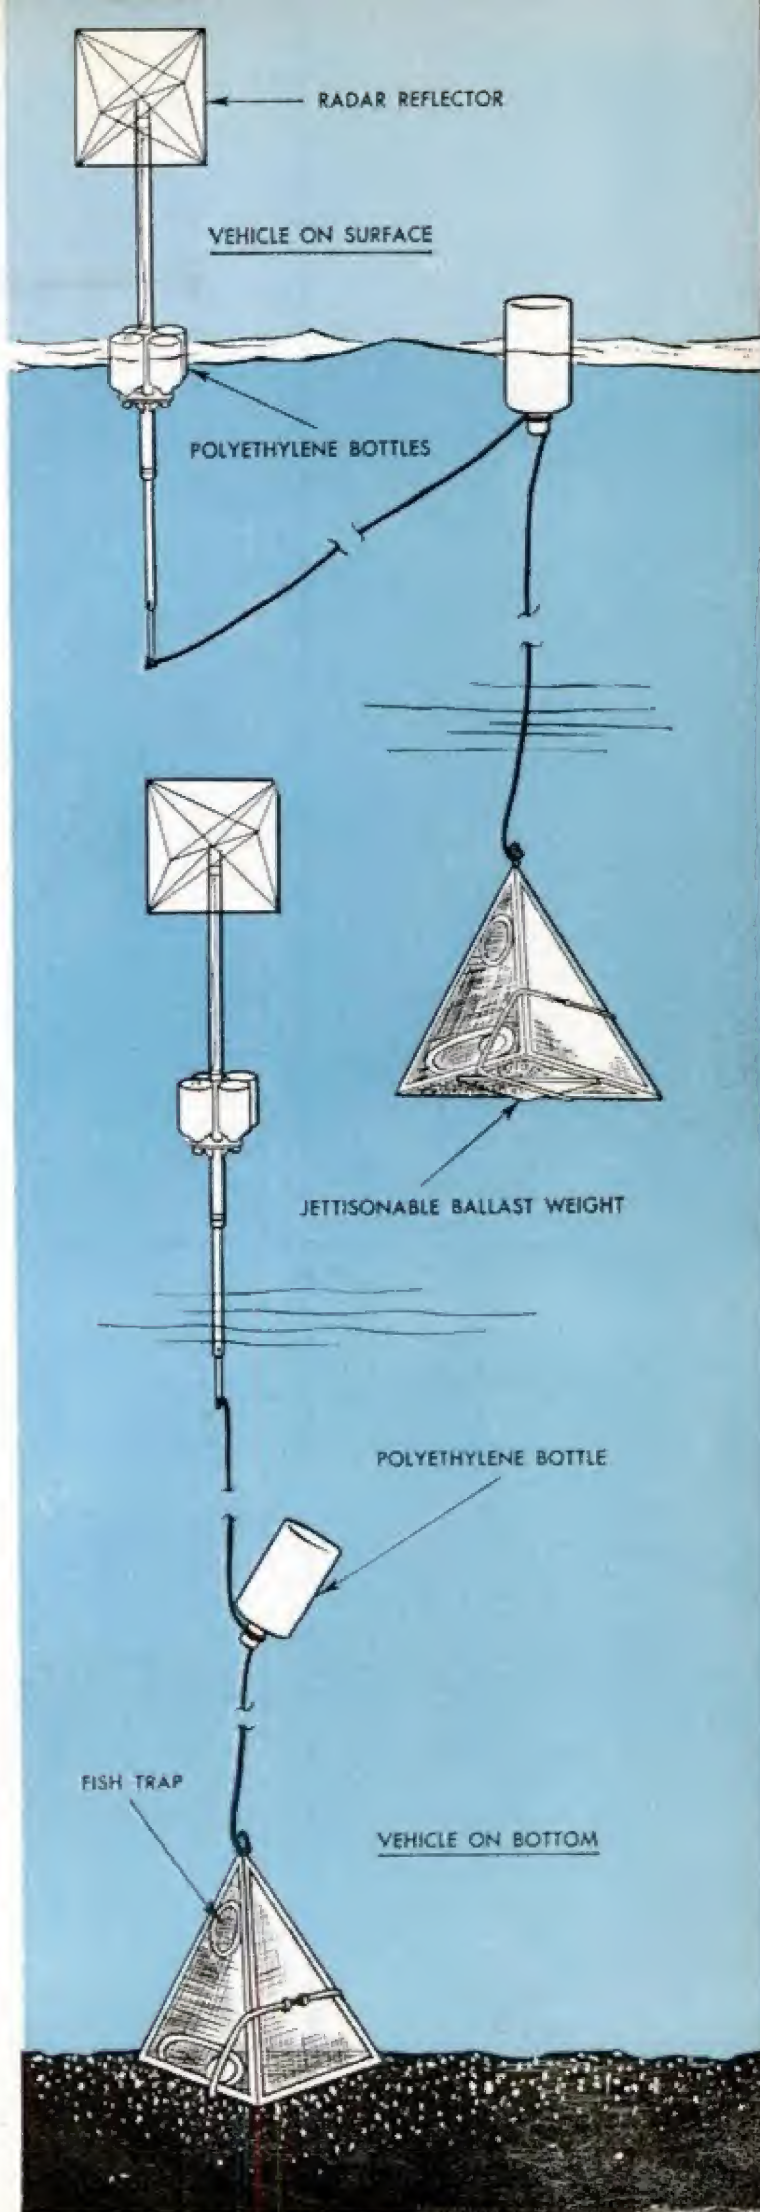 RADAR REFLECTOR
VEHICLE ON SURFACE
POLYETHYLENE BOTTLES
JETTISONABLE BALLAST WEIGHT
POLYETHYLENE BOTTLE
FISH TRAP
VEHICLE ON BOTTOM